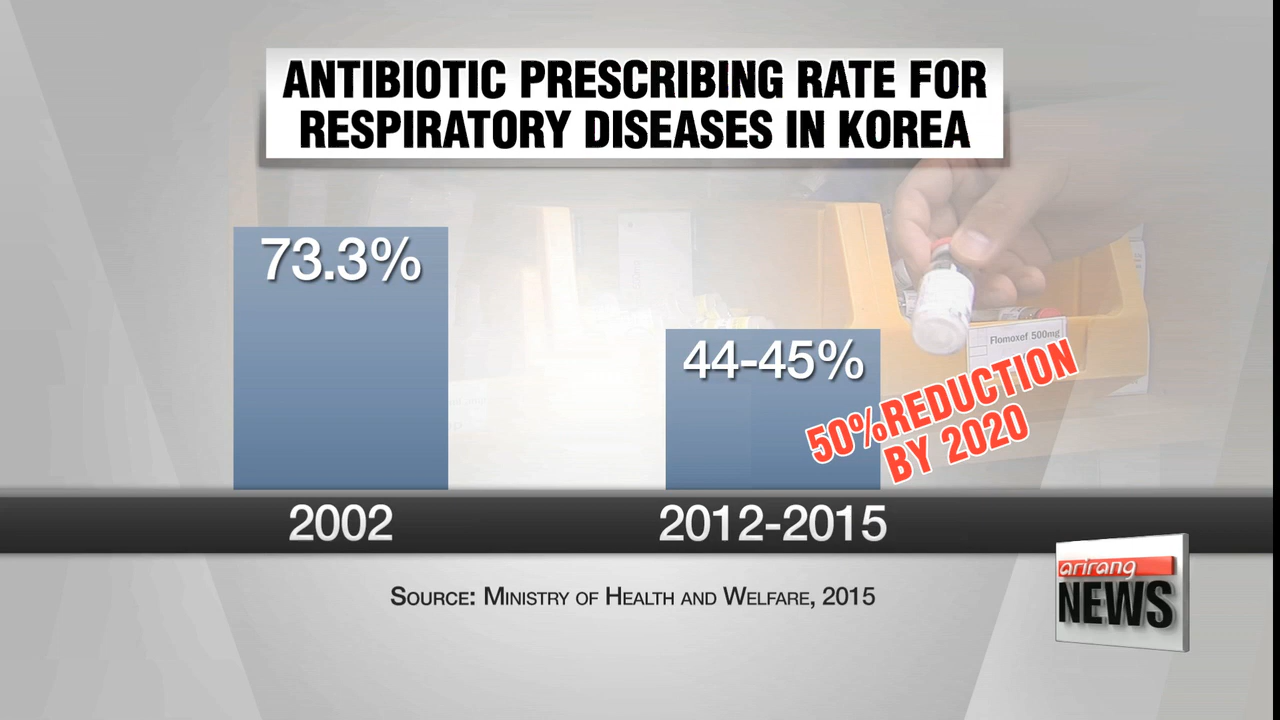 ANTIBIOTIC PRESCRIBING RATE FOR
RESPIRATORY DISEASES IN KOREA
73.3%
44-45%
Flomoxef 500mg
50%REDUCTION
BY 2020
2002
2012-2015
SOURCE: MINISTRY OF HEALTH AND WELFARE, 2015
arirang
NEWS